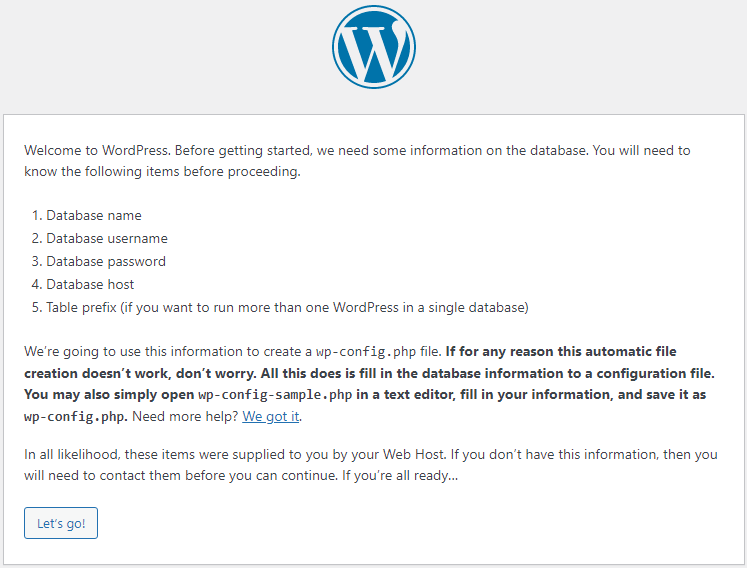 Welcome to WordPress. Before getting started, we need some information on the database. You will need to
know the following items before proceeding.
1. Database name
2. Database username
3. Database password
4. Database host
5. Table prefix (if you want to run more than one WordPress in a single database)
We’re going to use this information to create a wp-config.php file. If for any reason this automatic file
creation doesn’t work, don’t worry. All this does is fill in the database information to a configuration file.
You may also simply open wp-config-sample.php in a text editor, fill in your information, and save it as
wp-config.php. Need more help? We got it.
In all likelihood, these items were supplied to you by your Web Host. If you don’t have this information, then you
will need to contact them before you can continue. If you’re all ready…
Let’s go!